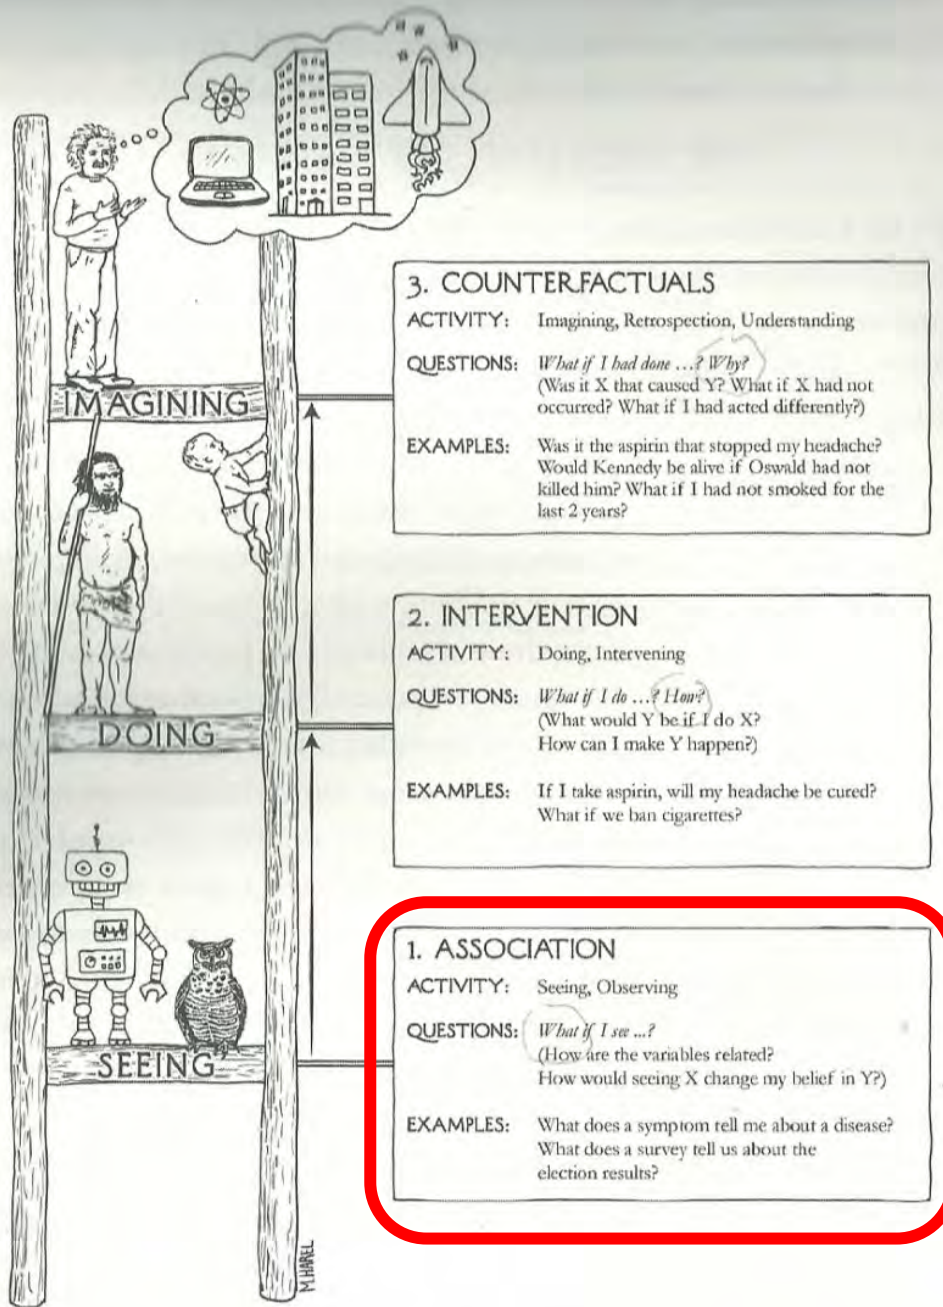 IMAGINING
3. COUNTERFACTUALS
ACTIVITY: Imagining, Retrospection, Understanding
QUESTIONS: What if I had done ...? Why?
(Was it X that caused Y? What if X had not
occurred? What if I had acted differently?)
EXAMPLES: Was it the aspirin that stopped my headache?
Would Kennedy be alive if Oswald had not
killed him? What if I had not smoked for the
last 2 years?
DOING
2. INTERVENTION
ACTIVITY: Doing, Intervening
QUESTIONS: What if I do ...? How?
(What would Y be if I do X?
How can I make Y happen?)
EXAMPLES: If I take aspirin, will my headache be cured?
What if we ban cigarettes?
SEEING
1. ASSOCIATION
ACTIVITY: Seeing, Observing
QUESTIONS: What if I see ...?
(How are the variables related?
How would seeing X change my belief in Y?)
EXAMPLES: What does a symptom tell me about a disease?
What does a survey tell us about the
election results?
M.HAREL